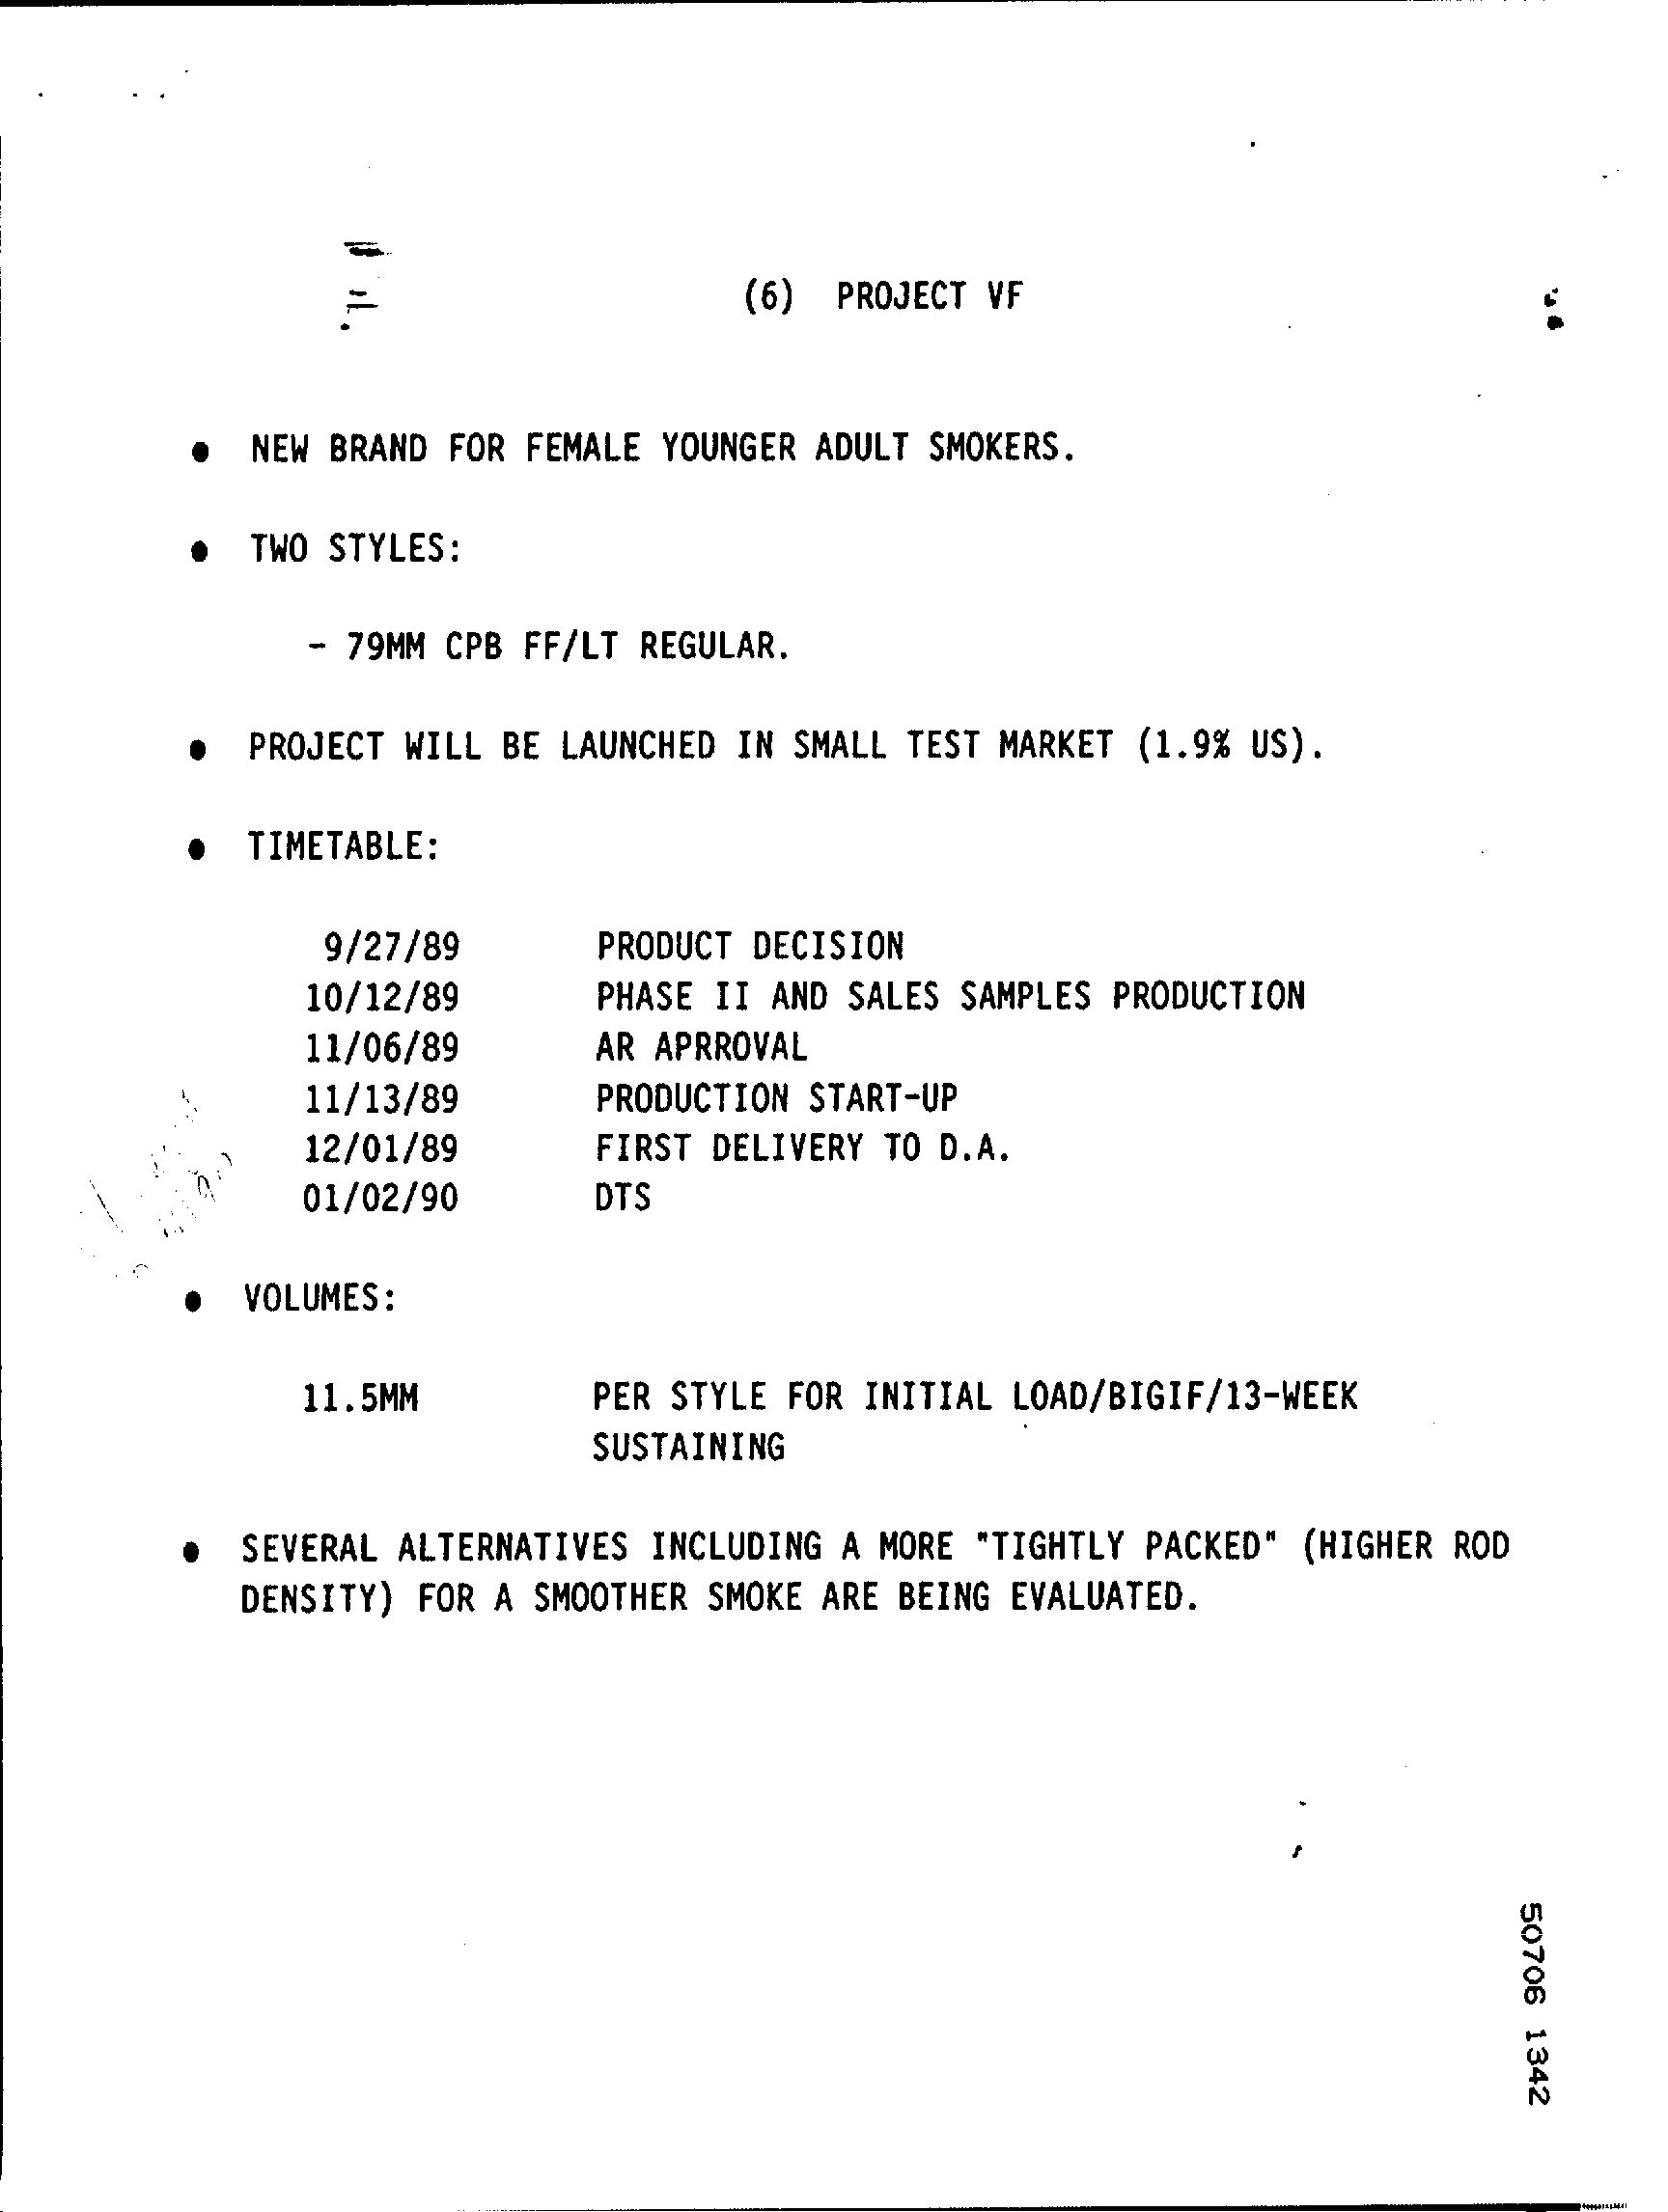 (6) PROJECT VF
● NEW BRAND FOR FEMALE YOUNGER ADULT SMOKERS.
● TWO STYLES:
- 79MM CPB FF/LT REGULAR.
● PROJECT WILL BE LAUNCHED IN SMALL TEST MARKET (1.9% US).
● TIMETABLE:
9/27/89 PRODUCT DECISION
10/12/89 PHASE II AND SALES SAMPLES PRODUCTION
11/06/89 AR APRROVAL
11/13/89 PRODUCTION START-UP
12/01/89 FIRST DELIVERY TO D.A.
01/02/90 DTS
● VOLUMES:
11.5MM PER STYLE FOR INITIAL LOAD/BIGIF/13-WEEK
SUSTAINING
● SEVERAL ALTERNATIVES INCLUDING A MORE "TIGHTLY PACKED" (HIGHER ROD
DENSITY) FOR A SMOOTHER SMOKE ARE BEING EVALUATED.
50706 1342